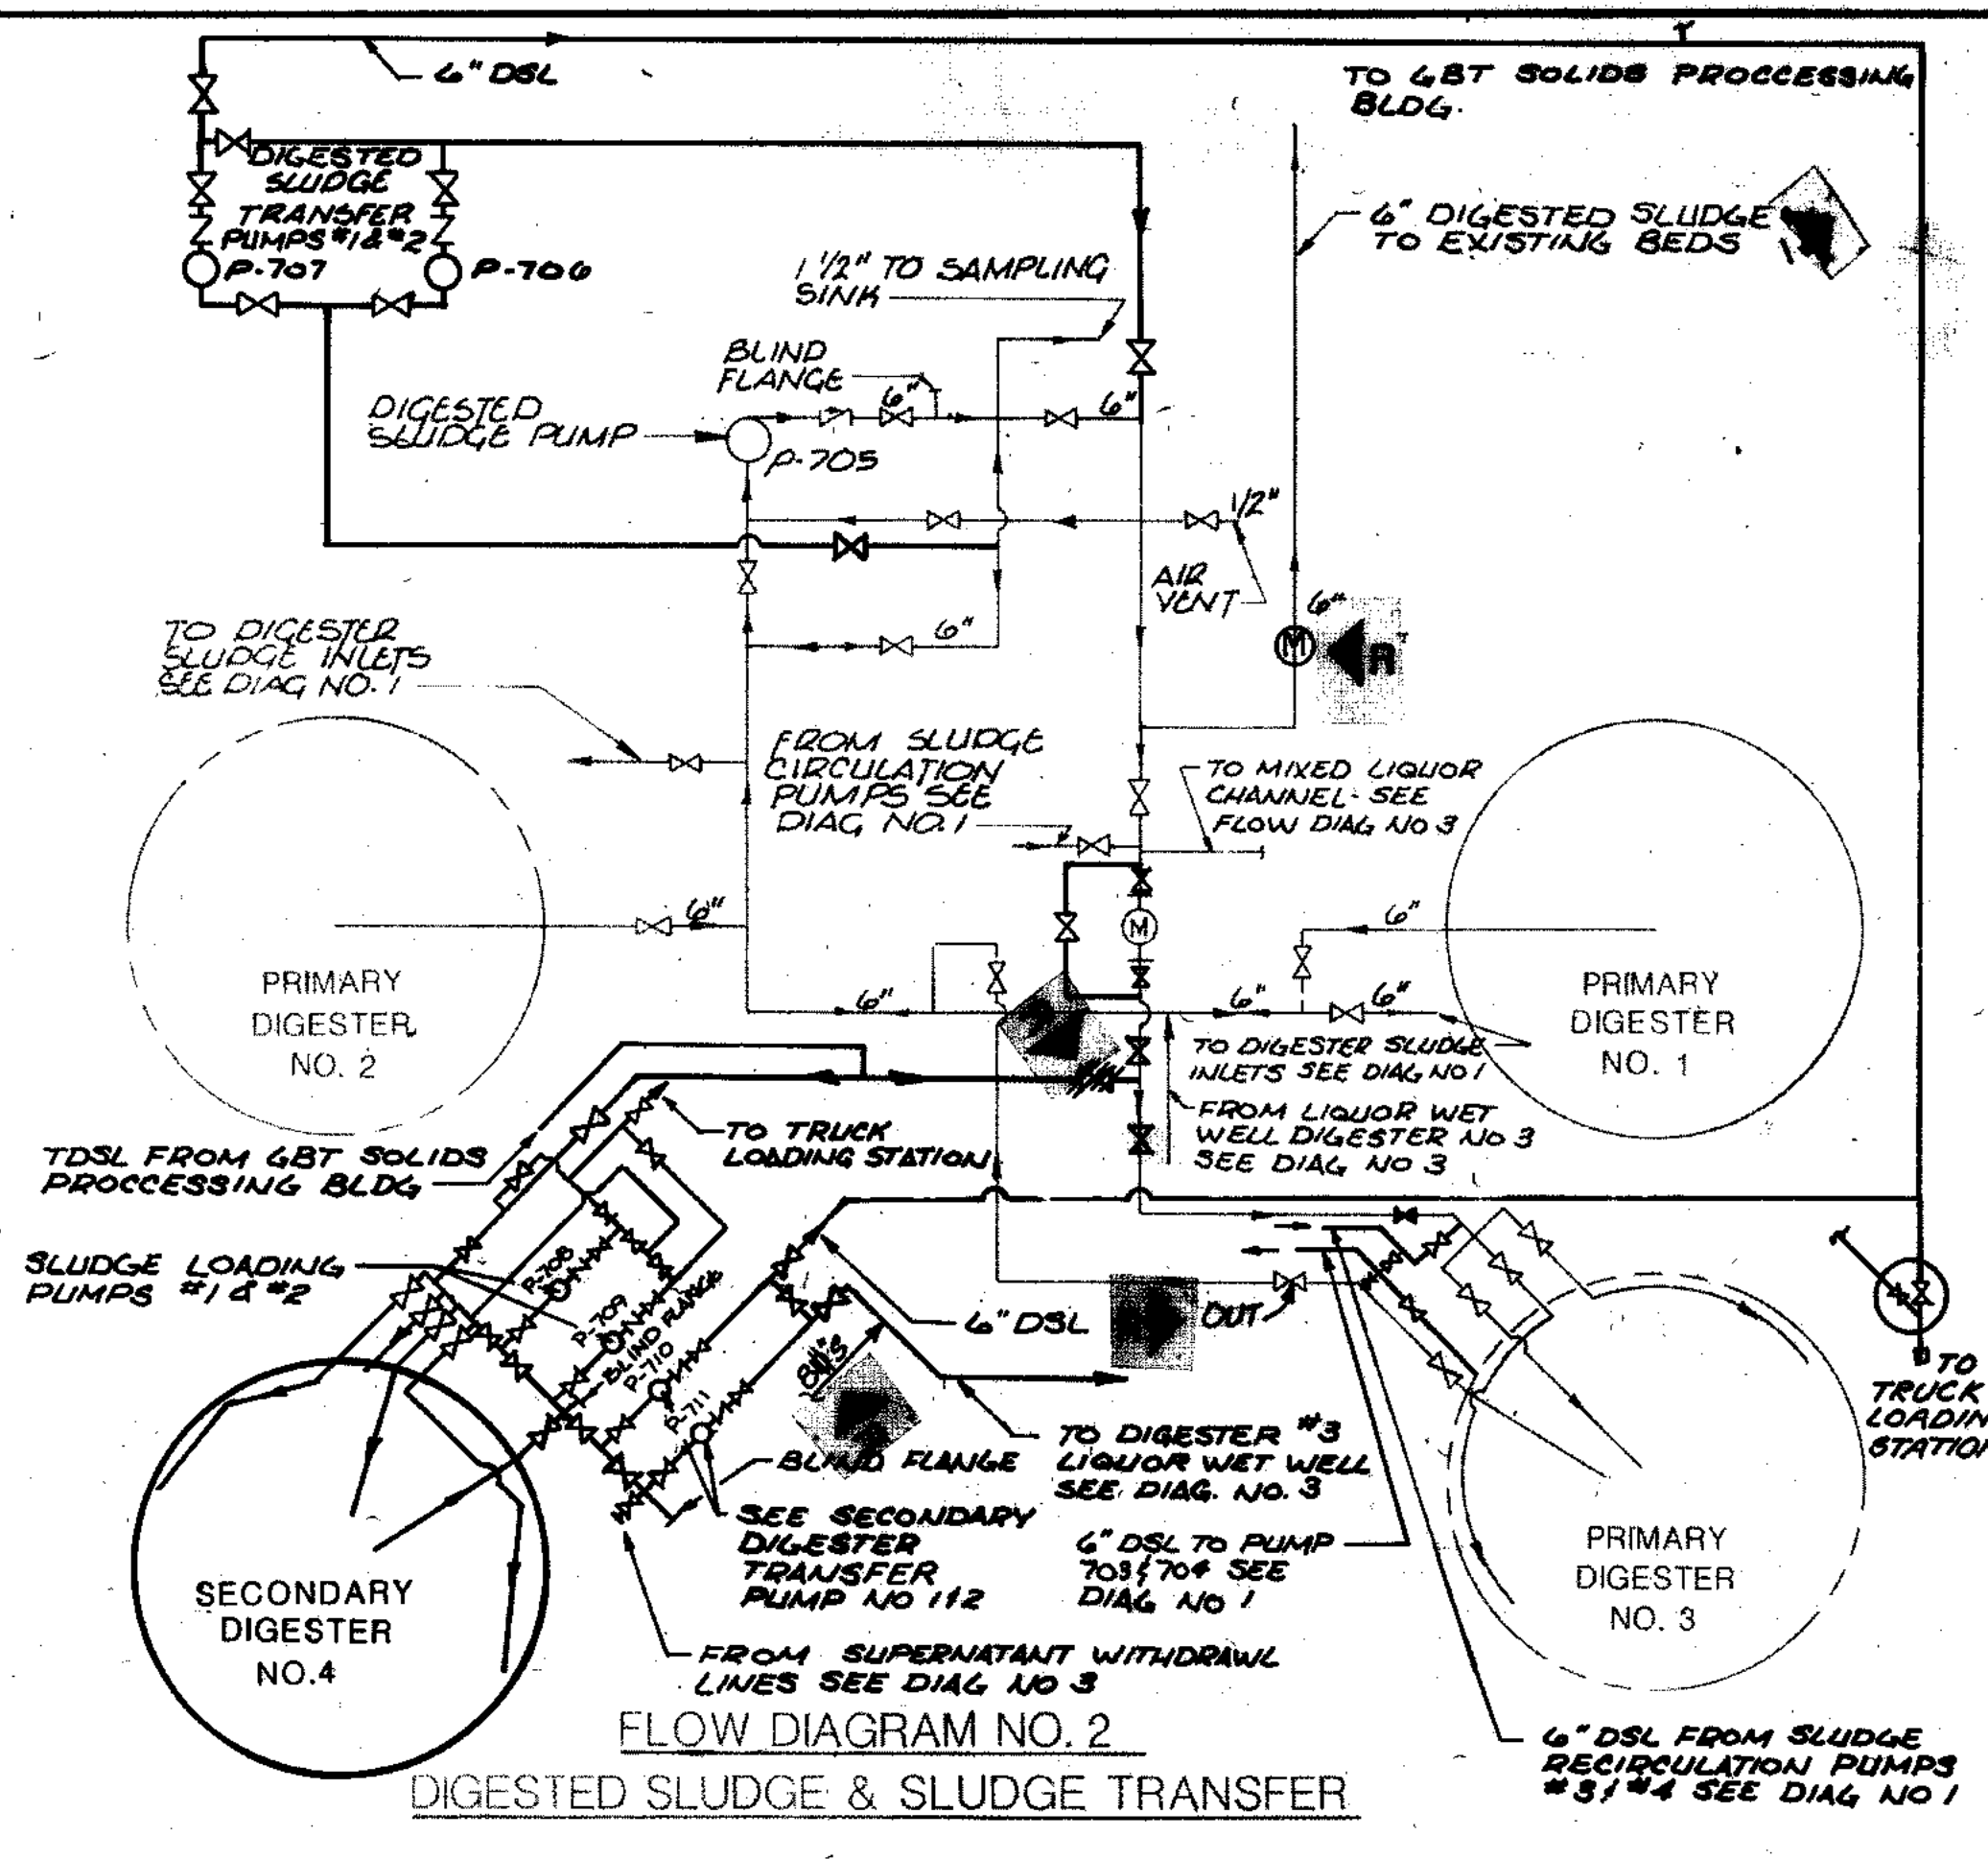 6" DSL
TO GBT SOLIDS PROCCESSING
BLDG.
DIGESTED
SLUDGE
TRANSFER
PUMPS #1 & #2
P-707
P-706
6" DIGESTED SLUDGE
TO EXISTING BEDS
1 1/2" TO SAMPLING
SINK
BLIND
FLANGE
6"
6"
DIGESTED
SLUDGE PUMP
P-705
1/2"
AIR
VENT
6"
M
6"
TO DIGESTER
SLUDGE INLETS
SEE DIAG NO. 1
FROM SLUDGE
CIRCULATION
PUMPS SEE
DIAG NO. 1
TO MIXED LIQUOR
CHANNEL - SEE
FLOW DIAG NO 3
6"
M
6"
PRIMARY
DIGESTER
NO. 2
PRIMARY
DIGESTER
NO. 1
6"
6"
6"
TO DIGESTER SLUDGE
INLETS SEE DIAG NO 1
FROM LIQUOR WET
WELL DIGESTER NO 3
SEE DIAG NO 3
TO TRUCK
LOADING STATION
TDSL FROM GBT SOLIDS
PROCCESSING BLDG
SLUDGE LOADING
PUMPS #1 & #2
P-708
P-709
BLIND FLANGE
P-710
P-711
6" DSL
OUT
TO
TRUCK
LOADIN
STATION
TO DIGESTER #3
LIQUOR WET WELL
SEE DIAG. NO. 3
BLIND FLANGE
SEE SECONDARY
DIGESTER
TRANSFER
PUMP NO 1 & 2
6" DSL TO PUMP
703 & 704 SEE
DIAG NO 1
PRIMARY
DIGESTER
NO. 3
SECONDARY
DIGESTER
NO.4
FROM SUPERNATANT WITHDRAWL
LINES SEE DIAG NO 3
6" DSL FROM SLUDGE
RECIRCULATION PUMPS
#3 & #4 SEE DIAG NO 1
FLOW DIAGRAM NO. 2
DIGESTED SLUDGE & SLUDGE TRANSFER